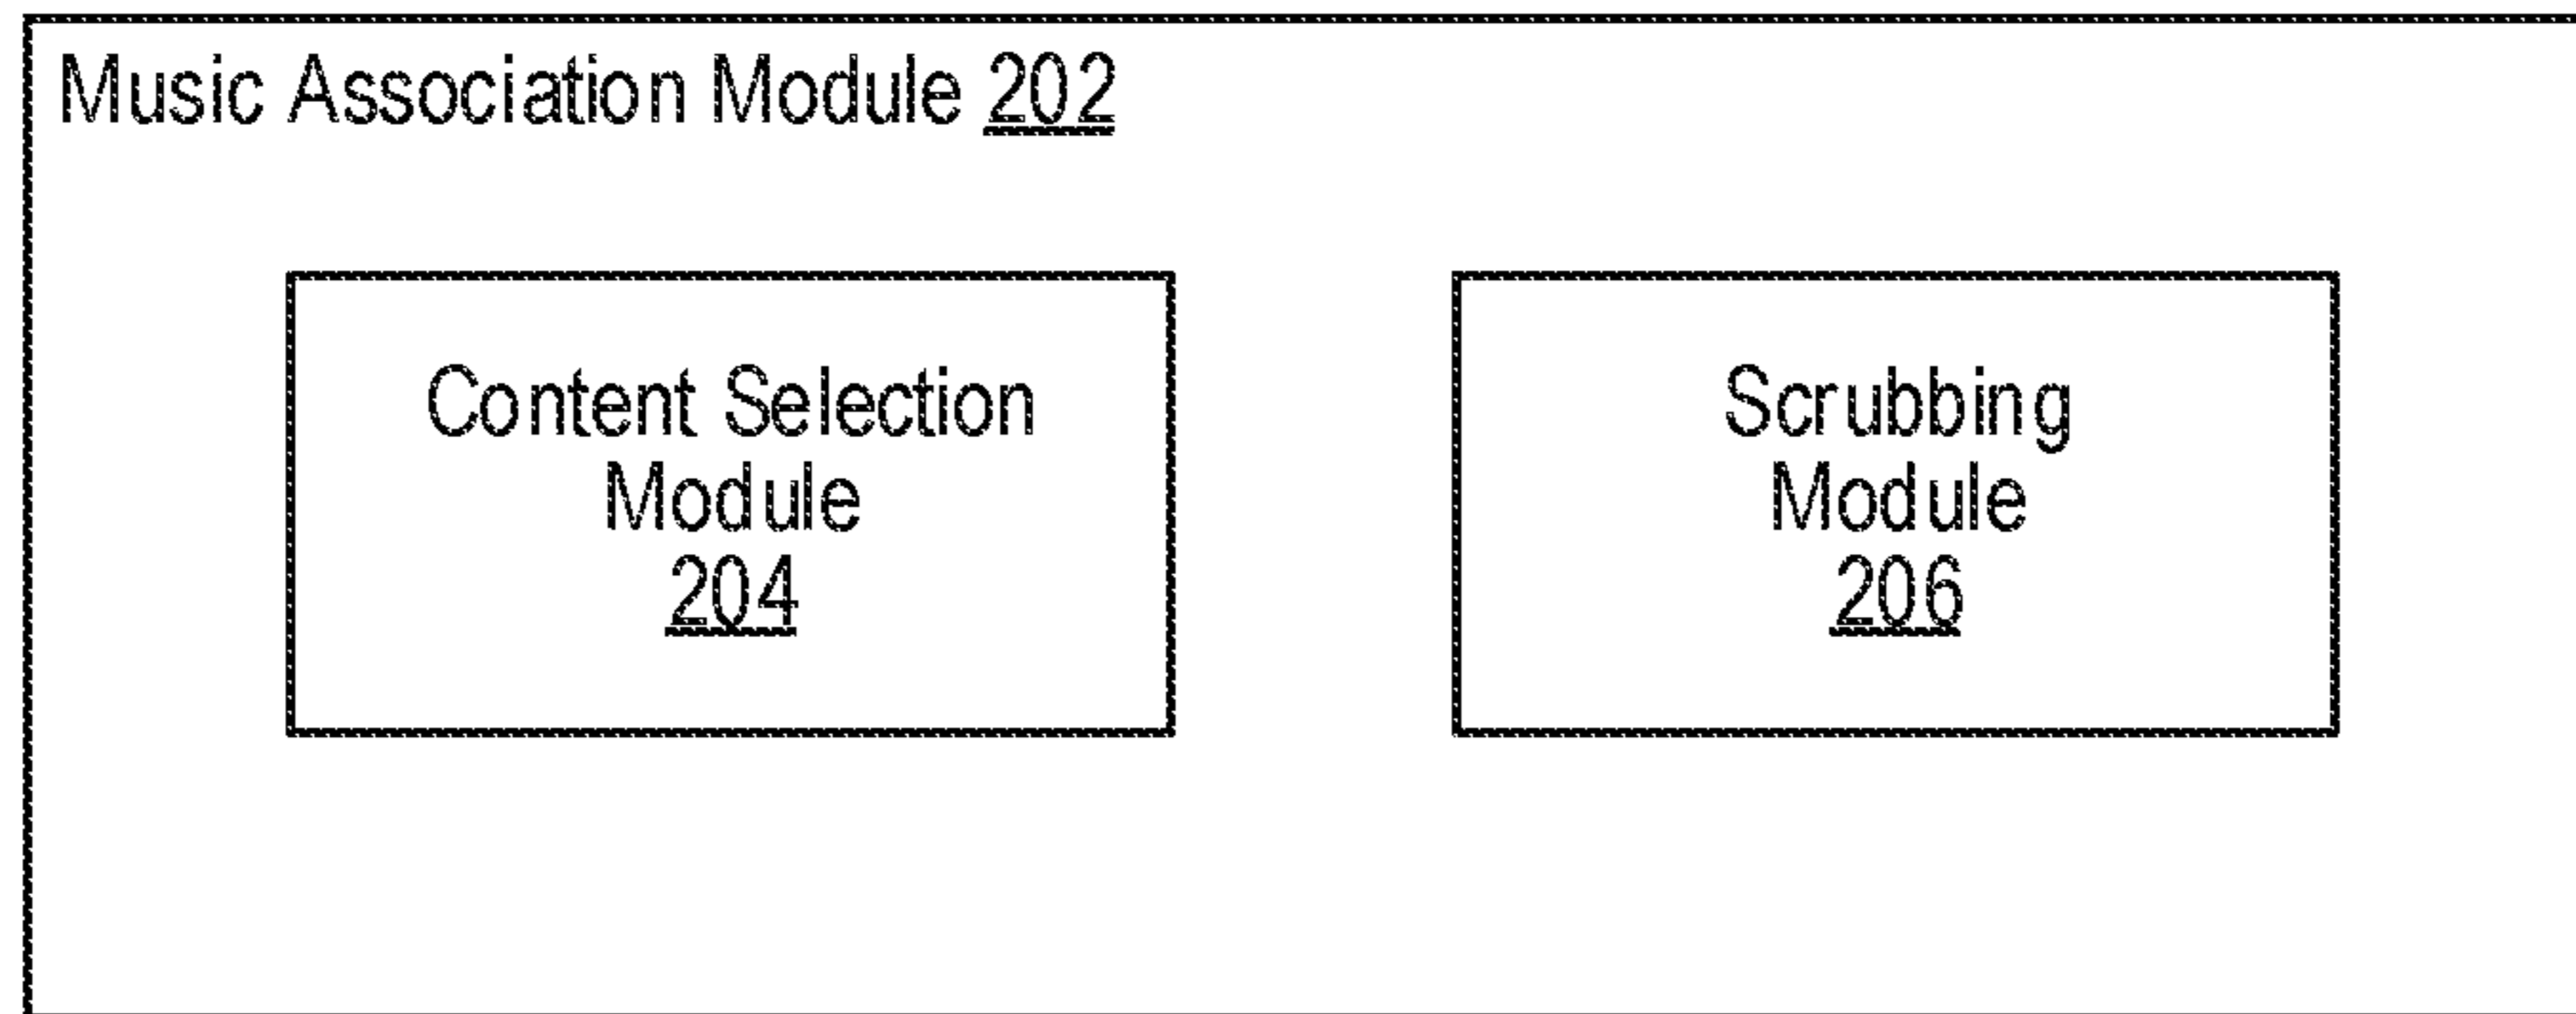 Music Association Module 202
Content Selection
Module
204
Scrubbing
Module
206